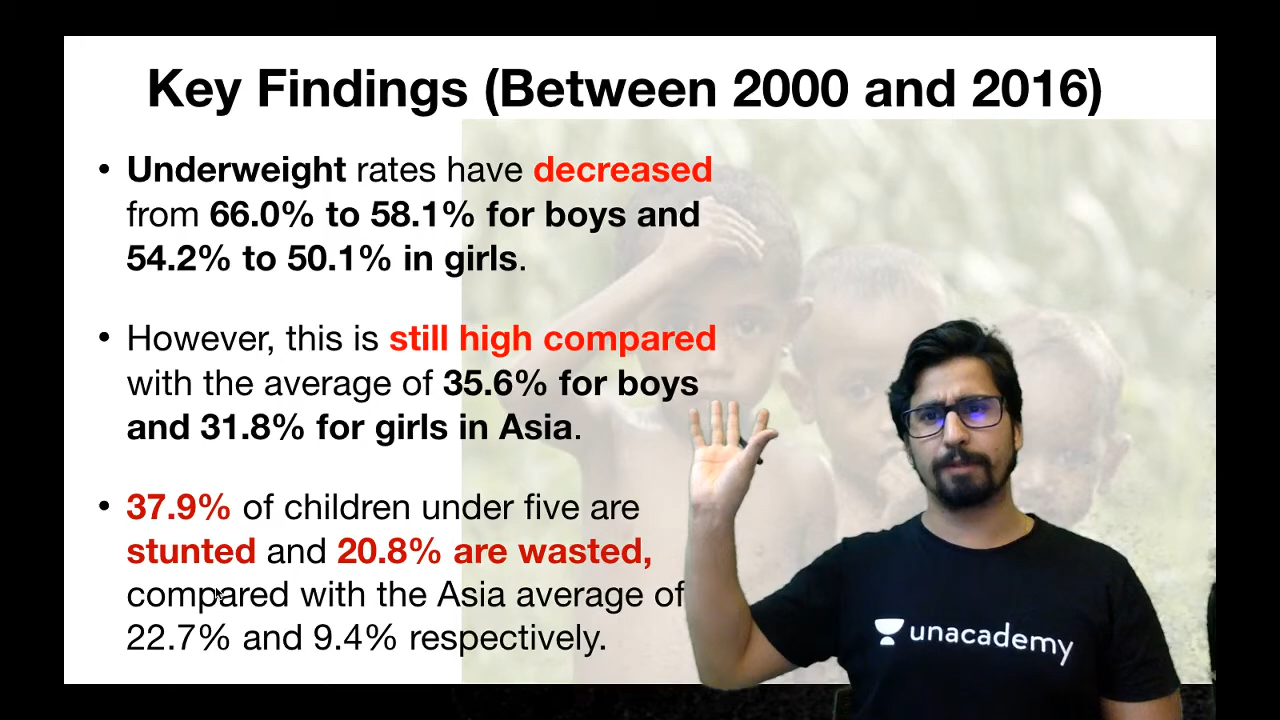 Key Findings (Between 2000 and 2016)
• Underweight rates have decreased
from 66.0% to 58.1% for boys and
54.2% to 50.1% in girls.
• However, this is still high compared
with the average of 35.6% for boys
and 31.8% for girls in Asia.
• 37.9% of children under five are
stunted and 20.8% are wasted,
compared with the Asia average of
22.7% and 9.4% respectively.
unacademy